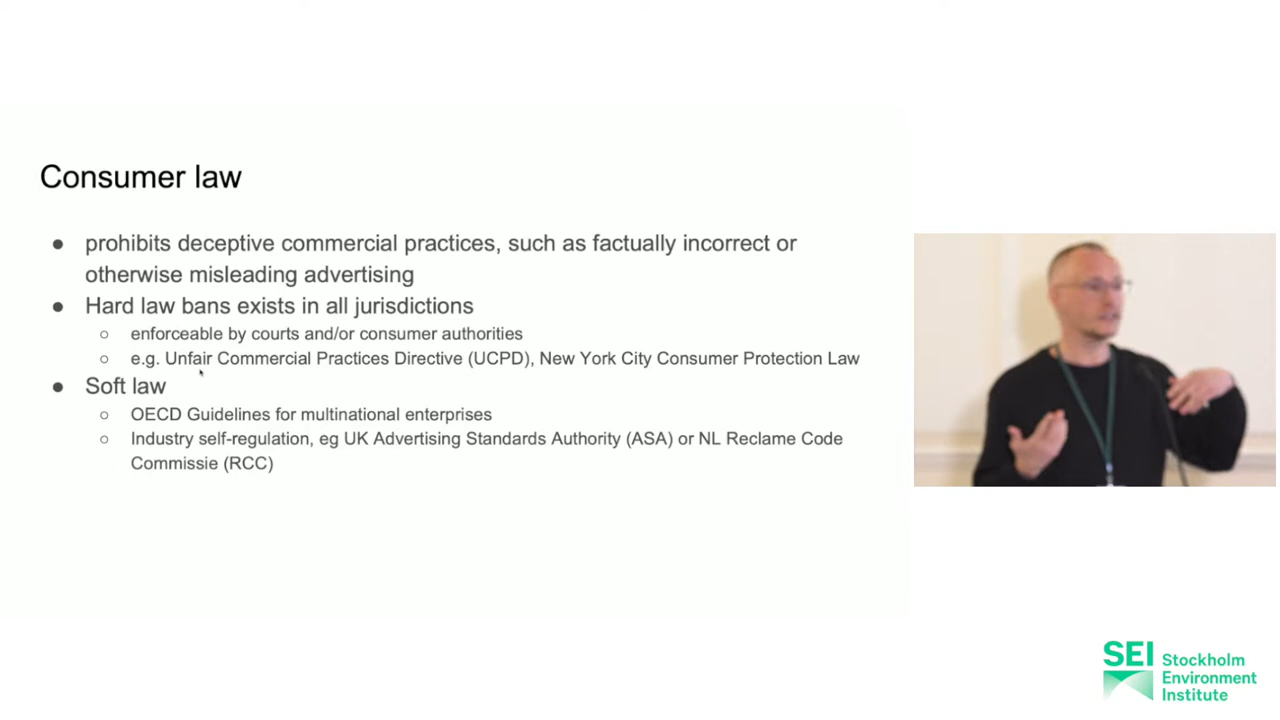 Consumer law
● prohibits deceptive commercial practices, such as factually incorrect or
otherwise misleading advertising
● Hard law bans exists in all jurisdictions
○ enforceable by courts and/or consumer authorities
○ e.g. Unfair Commercial Practices Directive (UCPD), New York City Consumer Protection Law
● Soft law
○ OECD Guidelines for multinational enterprises
○ Industry self-regulation, eg UK Advertising Standards Authority (ASA) or NL Reclame Code
Commissie (RCC)
SEI Stockholm
Environment
Institute